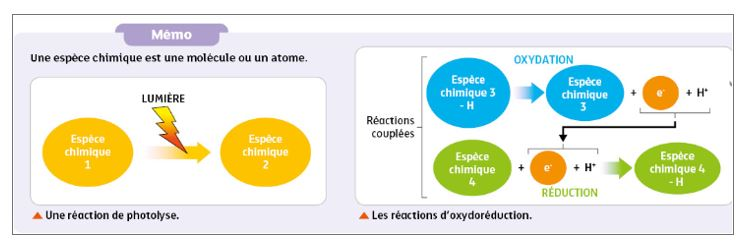 Mémo
Une espèce chimique est une molécule ou un atome.
LUMIÈRE
Espèce
chimique
1
Espèce
chimique
2
▲ Une réaction de photolyse.
Réactions
couplées
OXYDATION
Espèce
chimique 3
- H
Espèce
chimique
3
+ e⁻ + H⁺
Espèce
chimique
4
+ e⁻ + H⁺
Espèce
chimique 4
- H
RÉDUCTION
▲ Les réactions d'oxydoréduction.